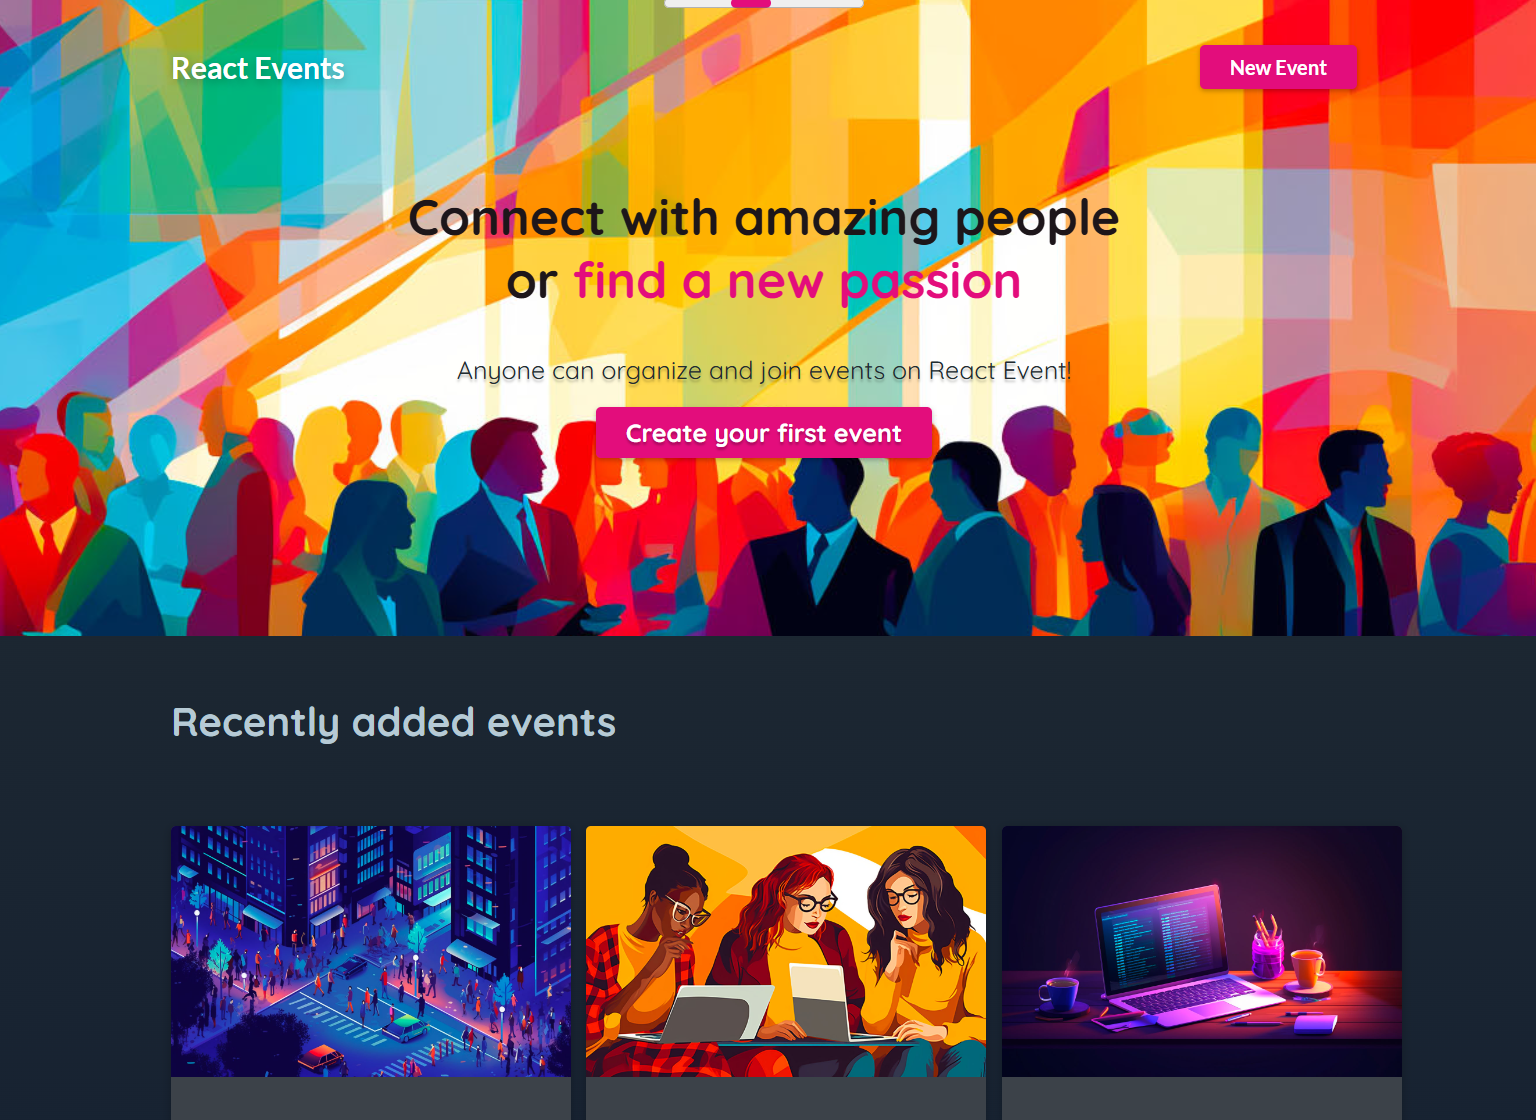 React Events
New Event
Connect with amazing people
or find a new passion
Anyone can organize and join events on React Event!
Create your first event
Recently added events